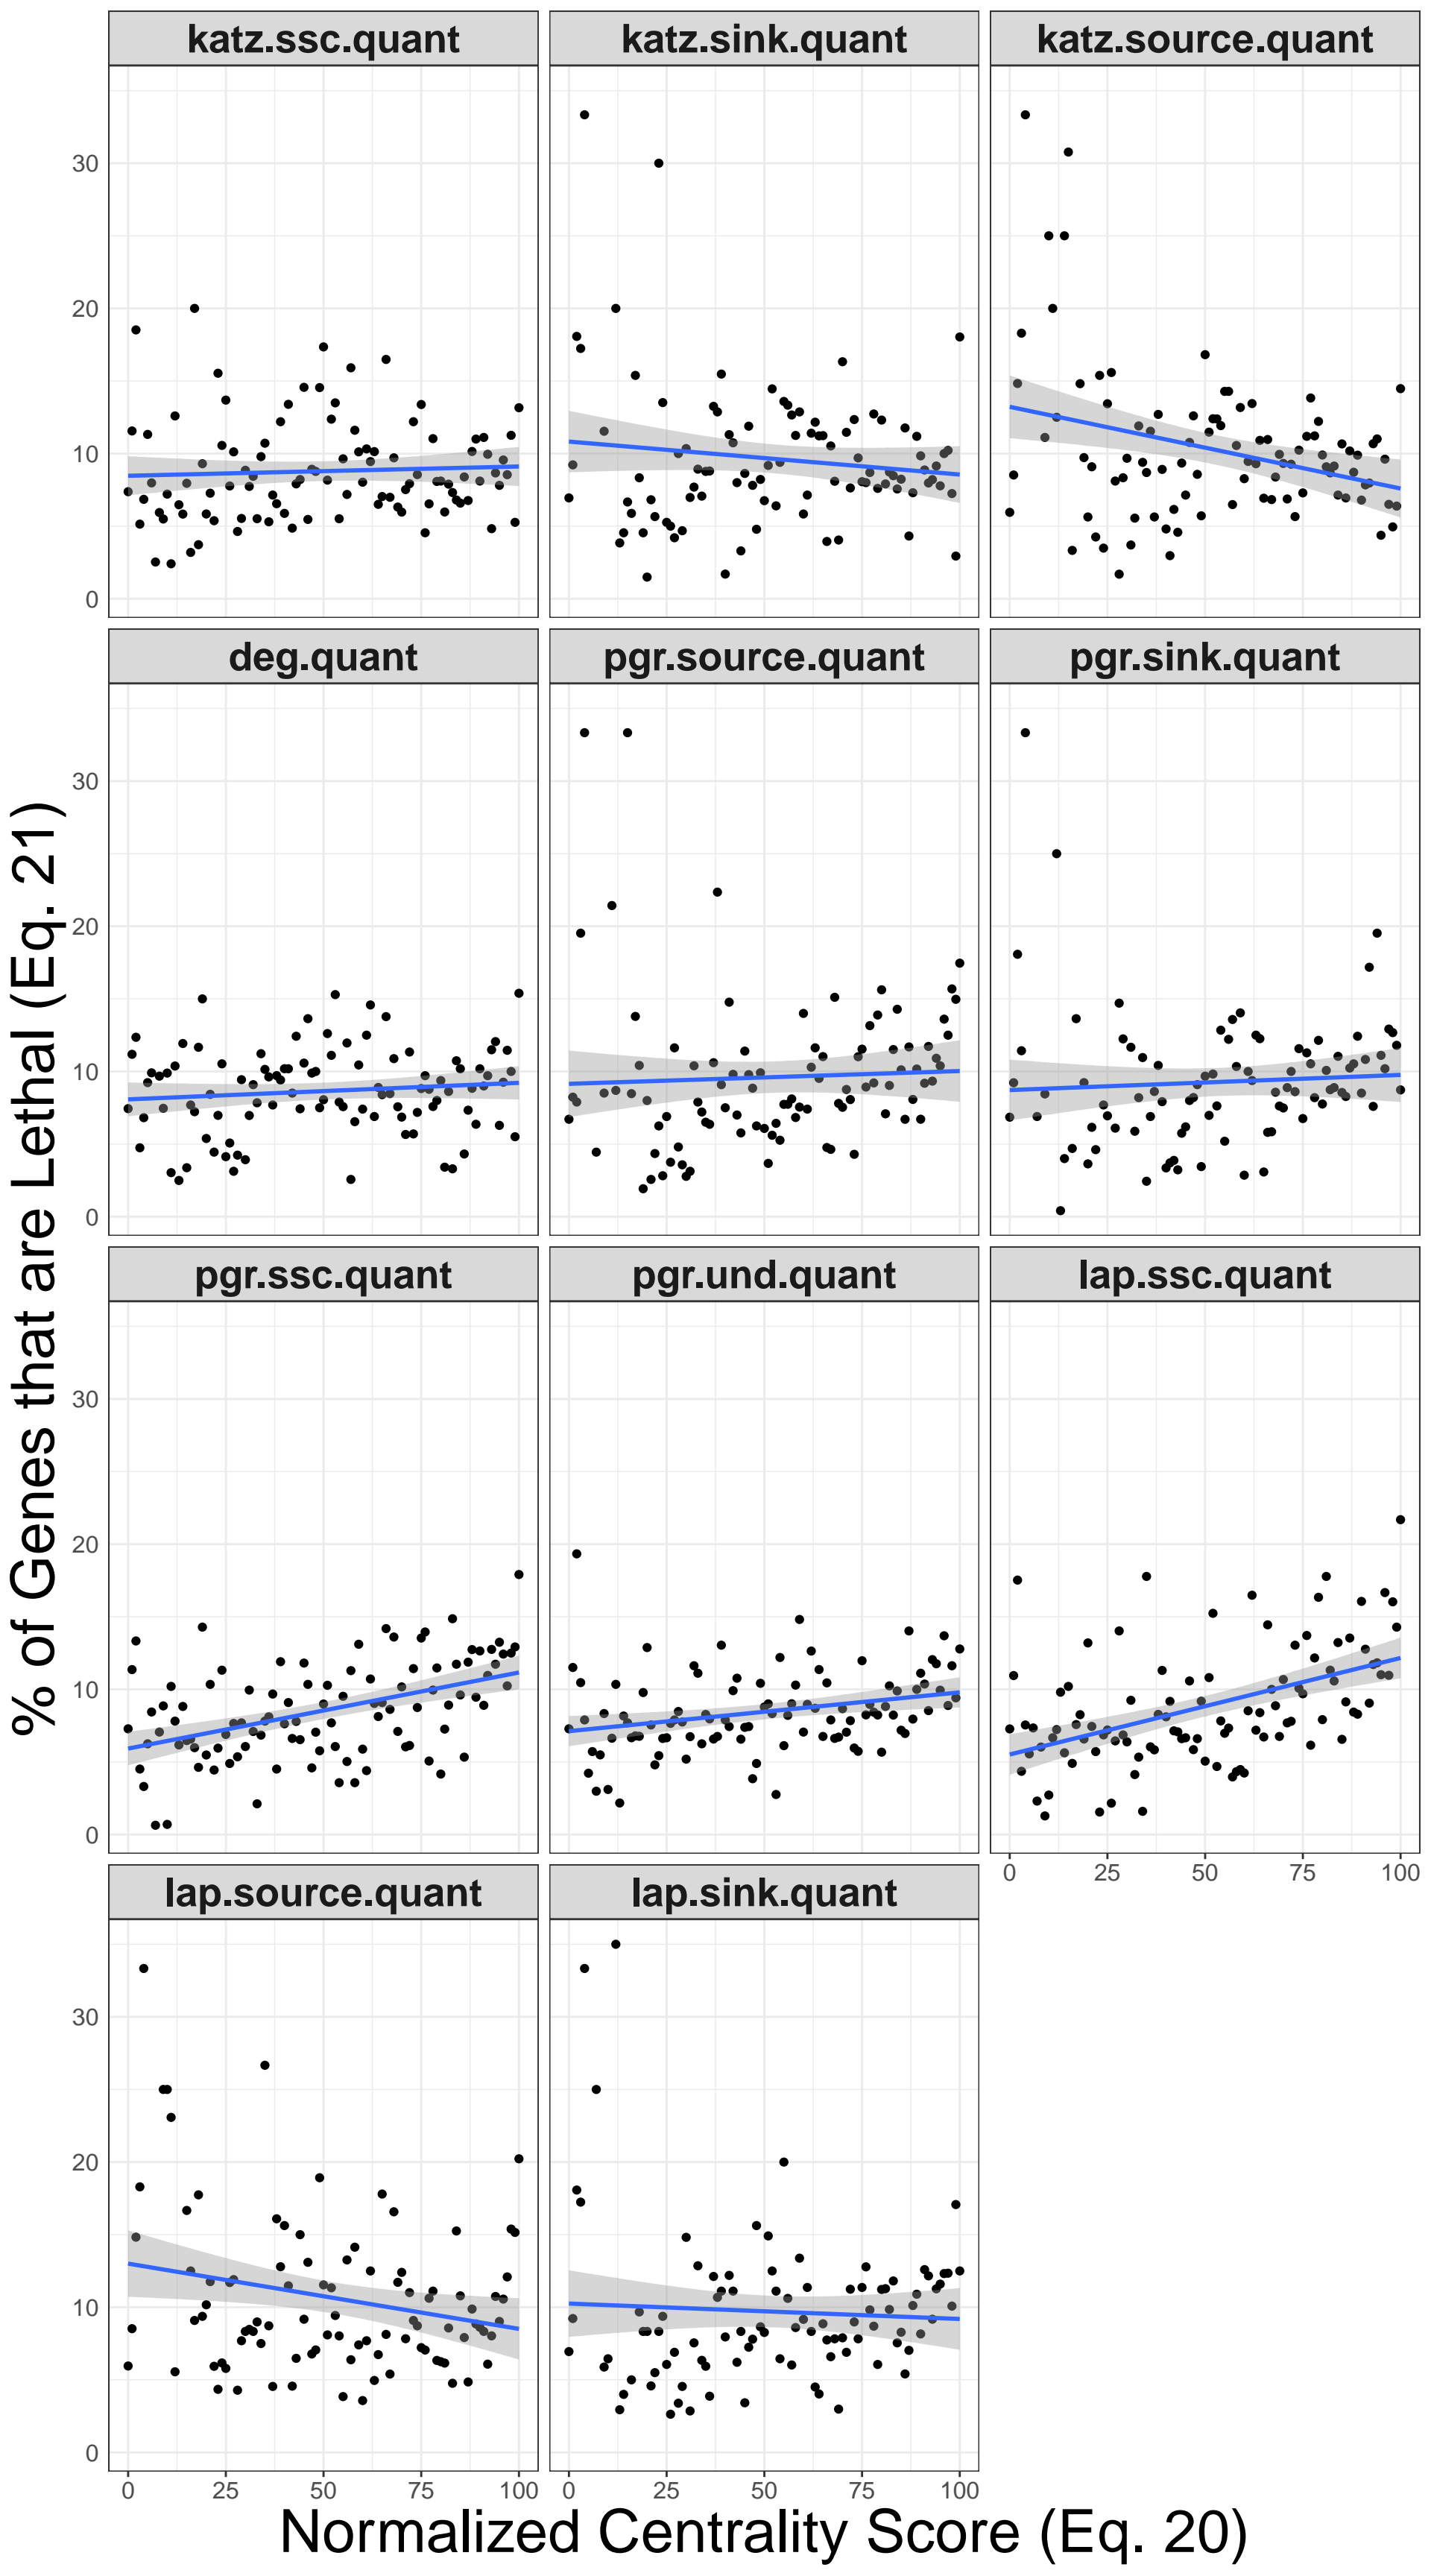 katz.ssc.quant katz.sink.quant katz.source.quant
30
20
10
0
deg.quant pgr.source.quant pgr.sink.quant
30
20
10
0
pgr.ssc.quant pgr.und.quant lap.ssc.quant
30
20
10
0
0 25 50 75 100
lap.source.quant lap.sink.quant
30
20
10
0
0 25 50 75 100 0 25 50 75 100
% of Genes that are Lethal (Eq. 21)
Normalized Centrality Score (Eq. 20)